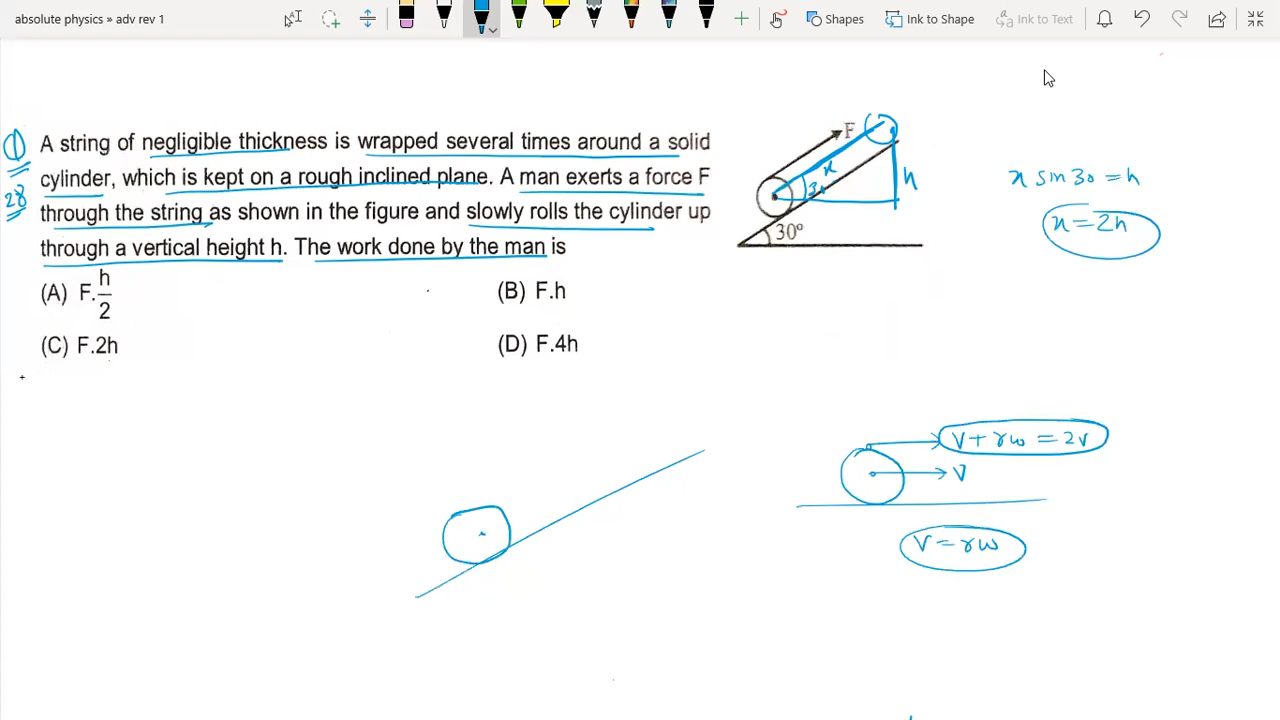 absolute physics » adv rev 1
Shapes
Ink to Shape
Ink to Text
1
28
A string of negligible thickness is wrapped several times around a solid
cylinder, which is kept on a rough inclined plane. A man exerts a force F
through the string as shown in the figure and slowly rolls the cylinder up
through a vertical height h. The work done by the man is
(A) F.h/2
(B) F.h
(C) F.2h
(D) F.4h
F
x
30
h
30°
x sin 30 = h
x = 2h
V + rω = 2v
V
V = rω